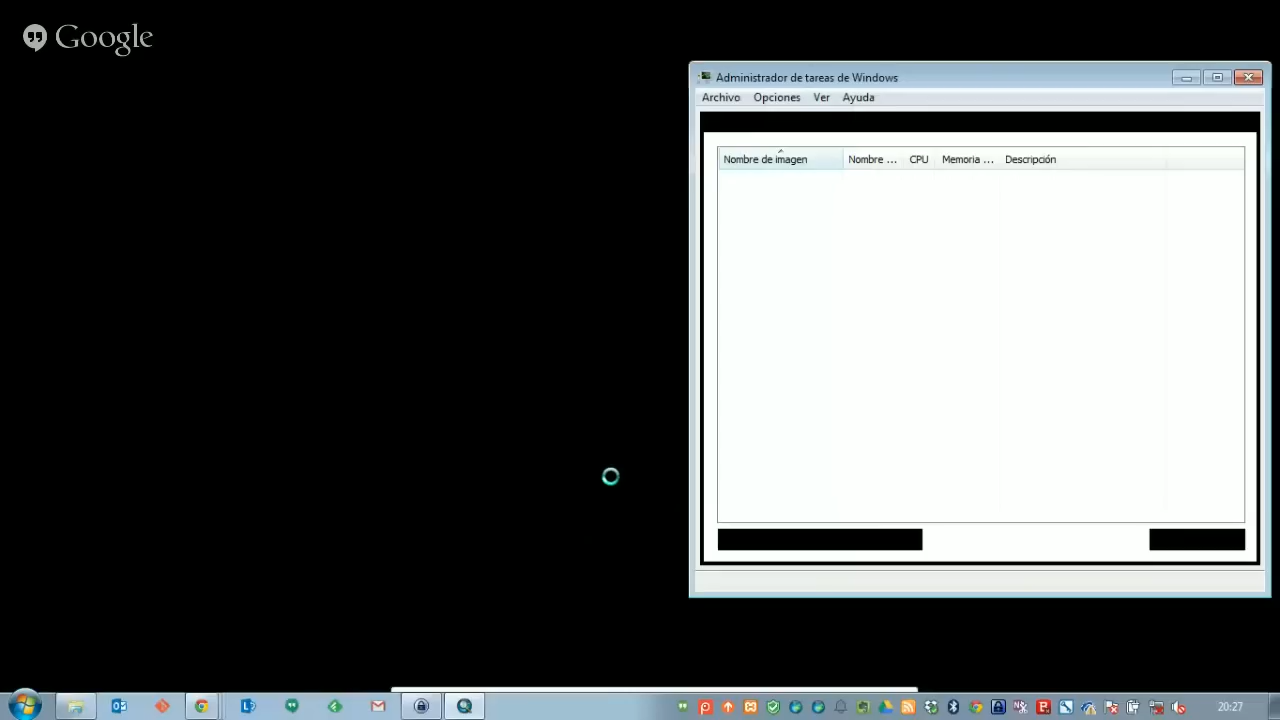 Google
Administrador de tareas de Windows
Archivo Opciones Ver Ayuda
Nombre de imagen Nombre ... CPU Memoria ... Descripción
20:27